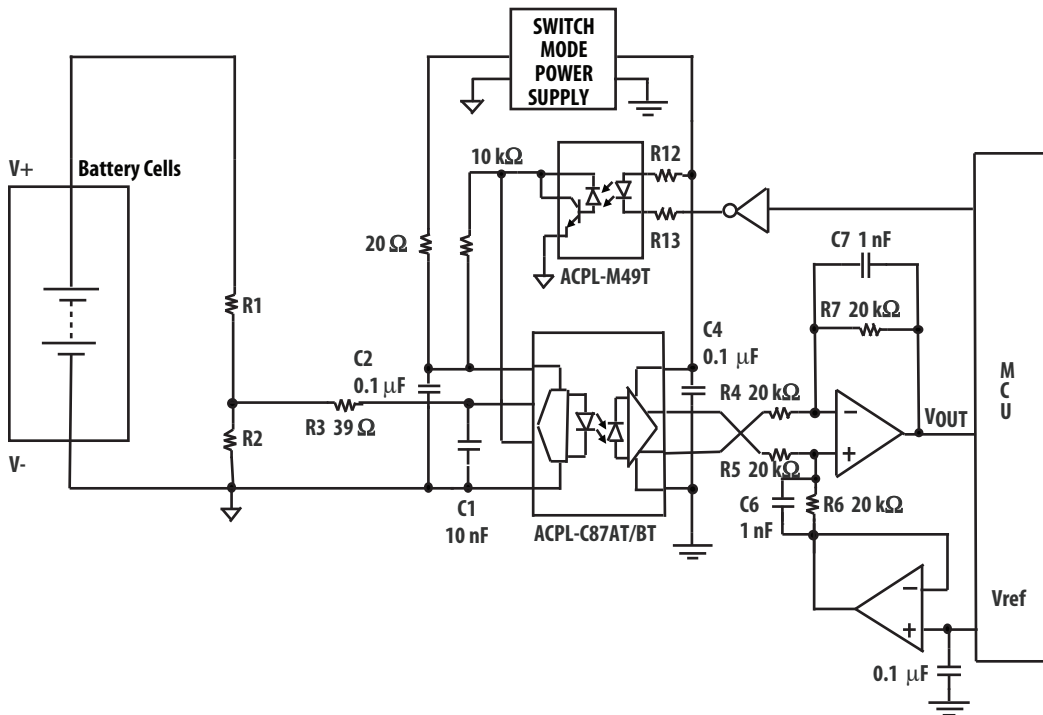 SWITCH
MODE
POWER
SUPPLY
V+
Battery Cells
10 kΩ
R12
R13
20 Ω
ACPL-M49T
C7 1 nF
R1
R7 20 kΩ
C2
0.1 µF
C4
0.1 µF
M
C
U
R3 39 Ω
R4 20 kΩ
−
VOUT
R2
+
R5 20 kΩ
V-
C1
10 nF
ACPL-C87AT/BT
C6
1 nF
R6 20 kΩ
−
Vref
+
0.1 µF